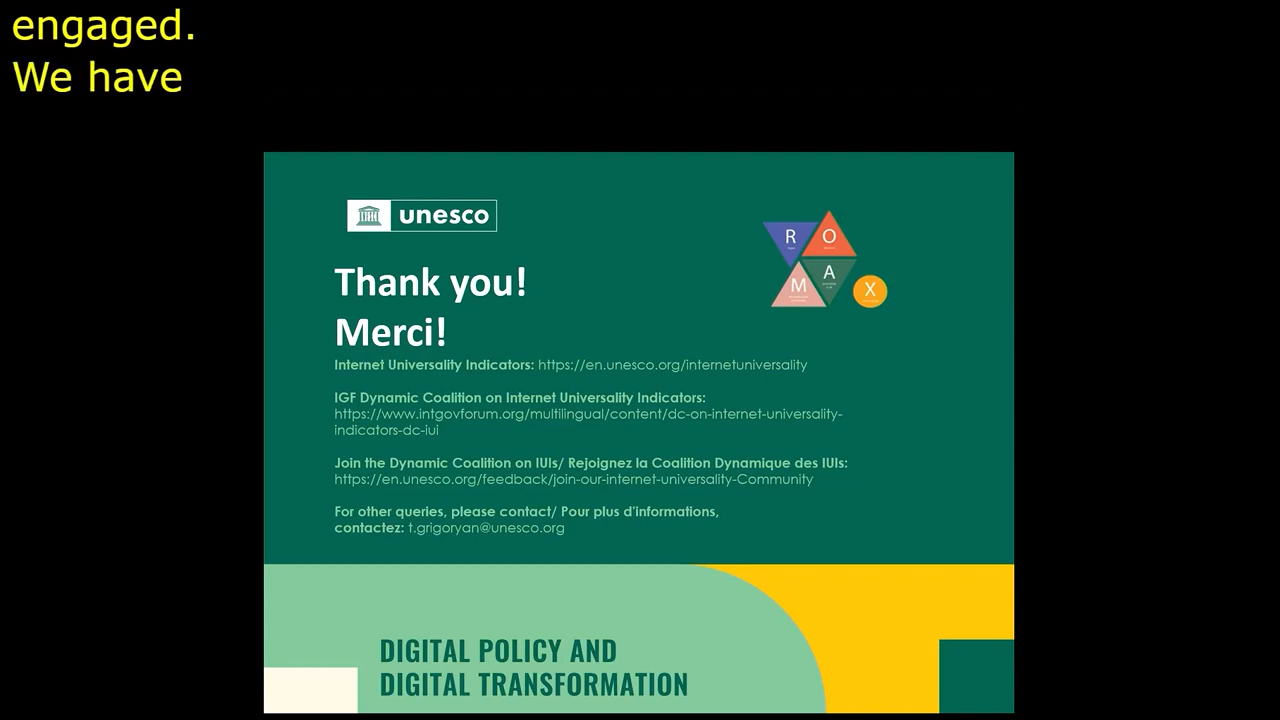 engaged.
We have
unesco
R
O
M
A
X
Thank you!
Merci!
Internet Universality Indicators: https://en.unesco.org/internetuniversality
IGF Dynamic Coalition on Internet Universality Indicators:
https://www.intgovforum.org/multilingual/content/dc-on-internet-universality-
indicators-dc-iui
Join the Dynamic Coalition on IUIs/ Rejoignez la Coalition Dynamique des IUIs:
https://en.unesco.org/feedback/join-our-internet-universality-Community
For other queries, please contact/ Pour plus d'informations,
contactez: t.grigoryan@unesco.org
DIGITAL POLICY AND
DIGITAL TRANSFORMATION